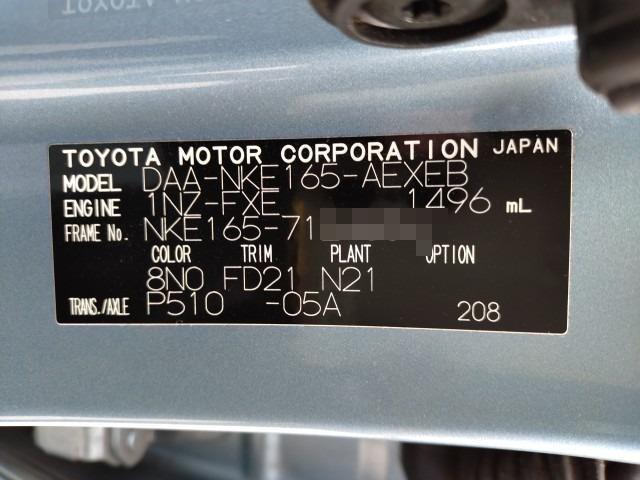 TOYOTA MOTOR CORPORATION JAPAN
MODEL DAA-NKE165-AEXEB
ENGINE 1NZ-FXE 1496 mL
FRAME No. NKE165-71
COLOR TRIM PLANT OPTION
8N0 FD21 N21
TRANS./AXLE P510 -05A 208